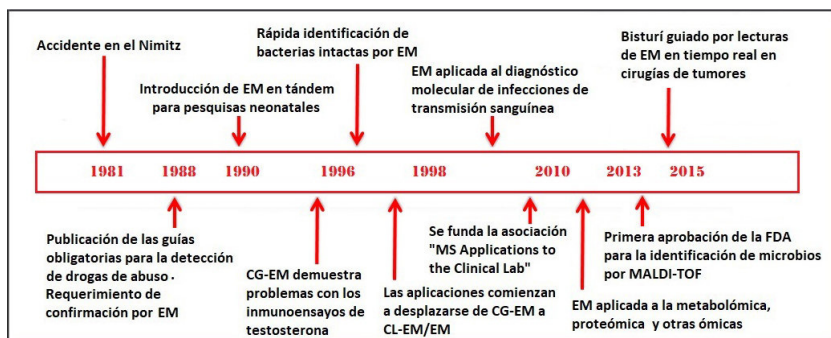 Accidente en el Nimitz
Introducción de EM en tándem
para pesquisas neonatales
Rápida identificación de
bacterias intactas por EM
EM aplicada al diagnóstico
molecular de infecciones de
transmisión sanguínea
Bisturí guiado por lecturas
de EM en tiempo real en
cirugías de tumores
1981 1988 1990 1996 1998 2010 2013 2015
Publicación de las guías
obligatorias para la detección
de drogas de abuso.
Requerimiento de
confirmación por EM
CG-EM demuestra
problemas con los
inmunoensayos de
testosterona
Las aplicaciones comienzan
a desplazarse de CG-EM a
CL-EM/EM
Se funda la asociación
"MS Applications to
the Clinical Lab"
EM aplicada a la metabolómica,
proteómica y otras ómicas
Primera aprobación de la FDA
para la identificación de microbios
por MALDI-TOF